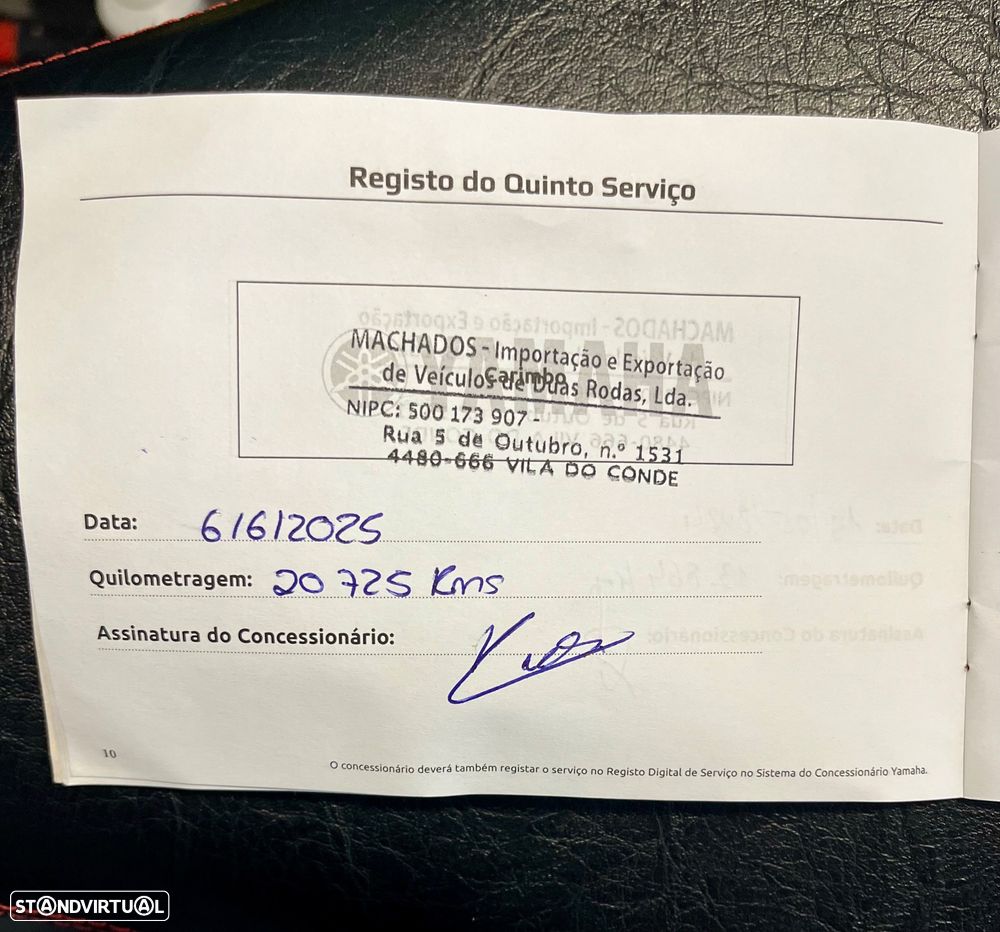 Registo do Quinto Serviço
MACHADOS - Importação e Exportação
Carimbo
de Veículos de Duas Rodas, Lda.
NIPC: 500 173 907 -
Rua 5 de Outubro, n.º 1531
4480-666 VILA DO CONDE
Data: 6/6/2025
Quilometragem: 20 725 Kms
Assinatura do Concessionário:
10
O concessionário deverá também registar o serviço no Registo Digital de Serviço no Sistema do Concessionário Yamaha.
STANDVIRTUAL